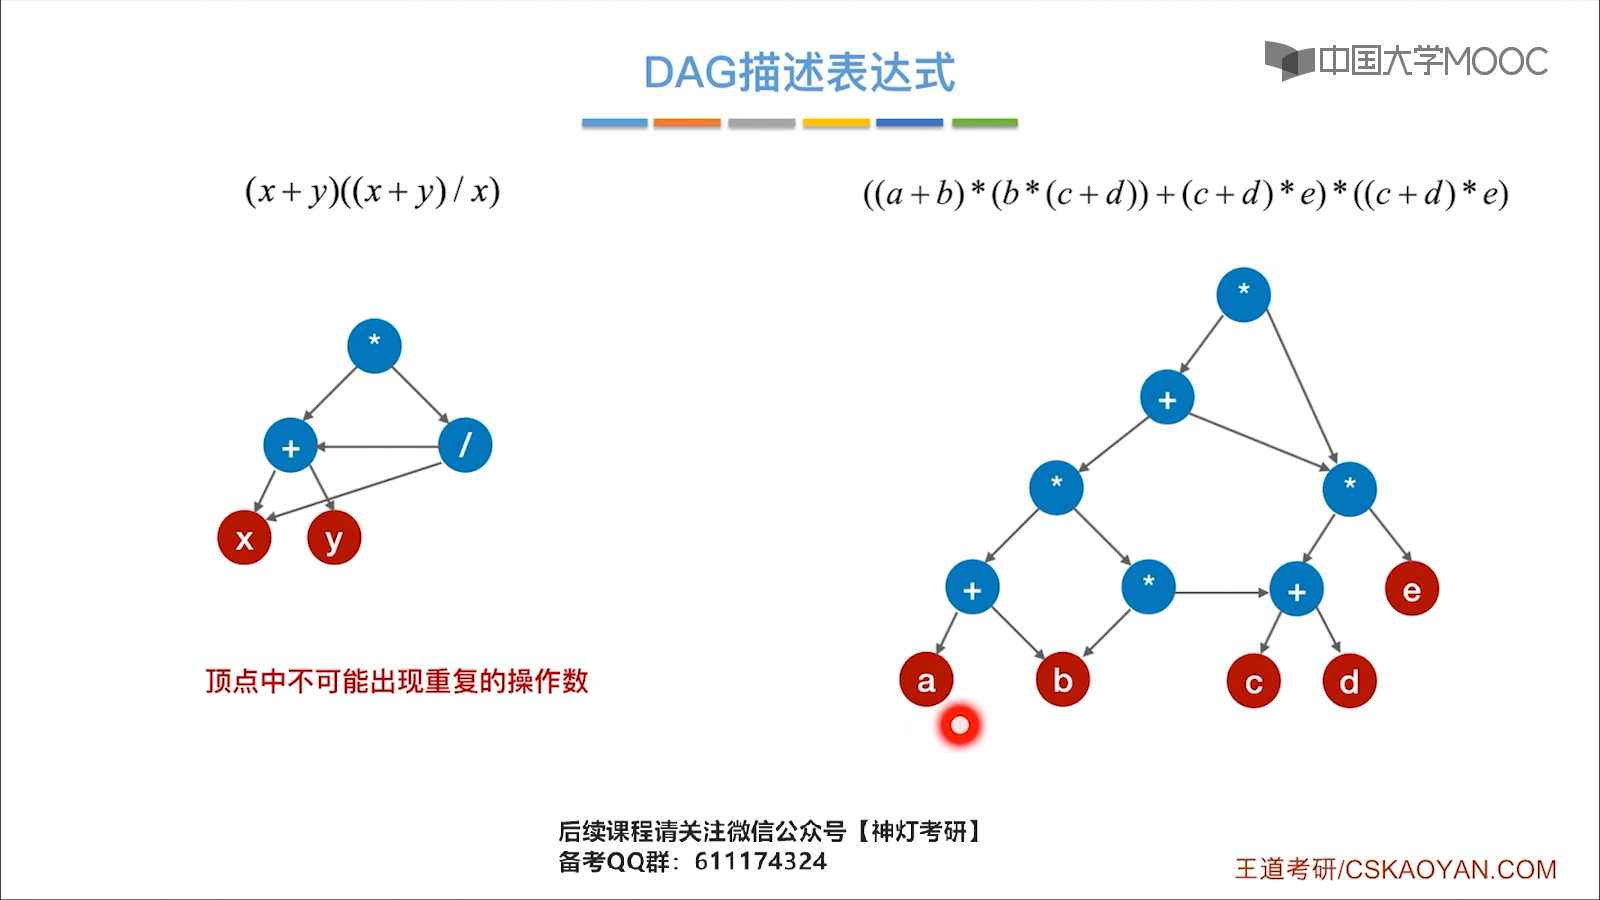 DAG描述表达式
中国大学MOOC
(x+y)((x+y)/x)
((a+b)*(b*(c+d))+(c+d)*e)*((c+d)*e)
*
+
/
x
y
*
+
*
*
+
*
+
e
a
b
c
d
顶点中不可能出现重复的操作数
后续课程请关注微信公众号【神灯考研】
备考QQ群：611174324
王道考研/CSKAOYAN.COM